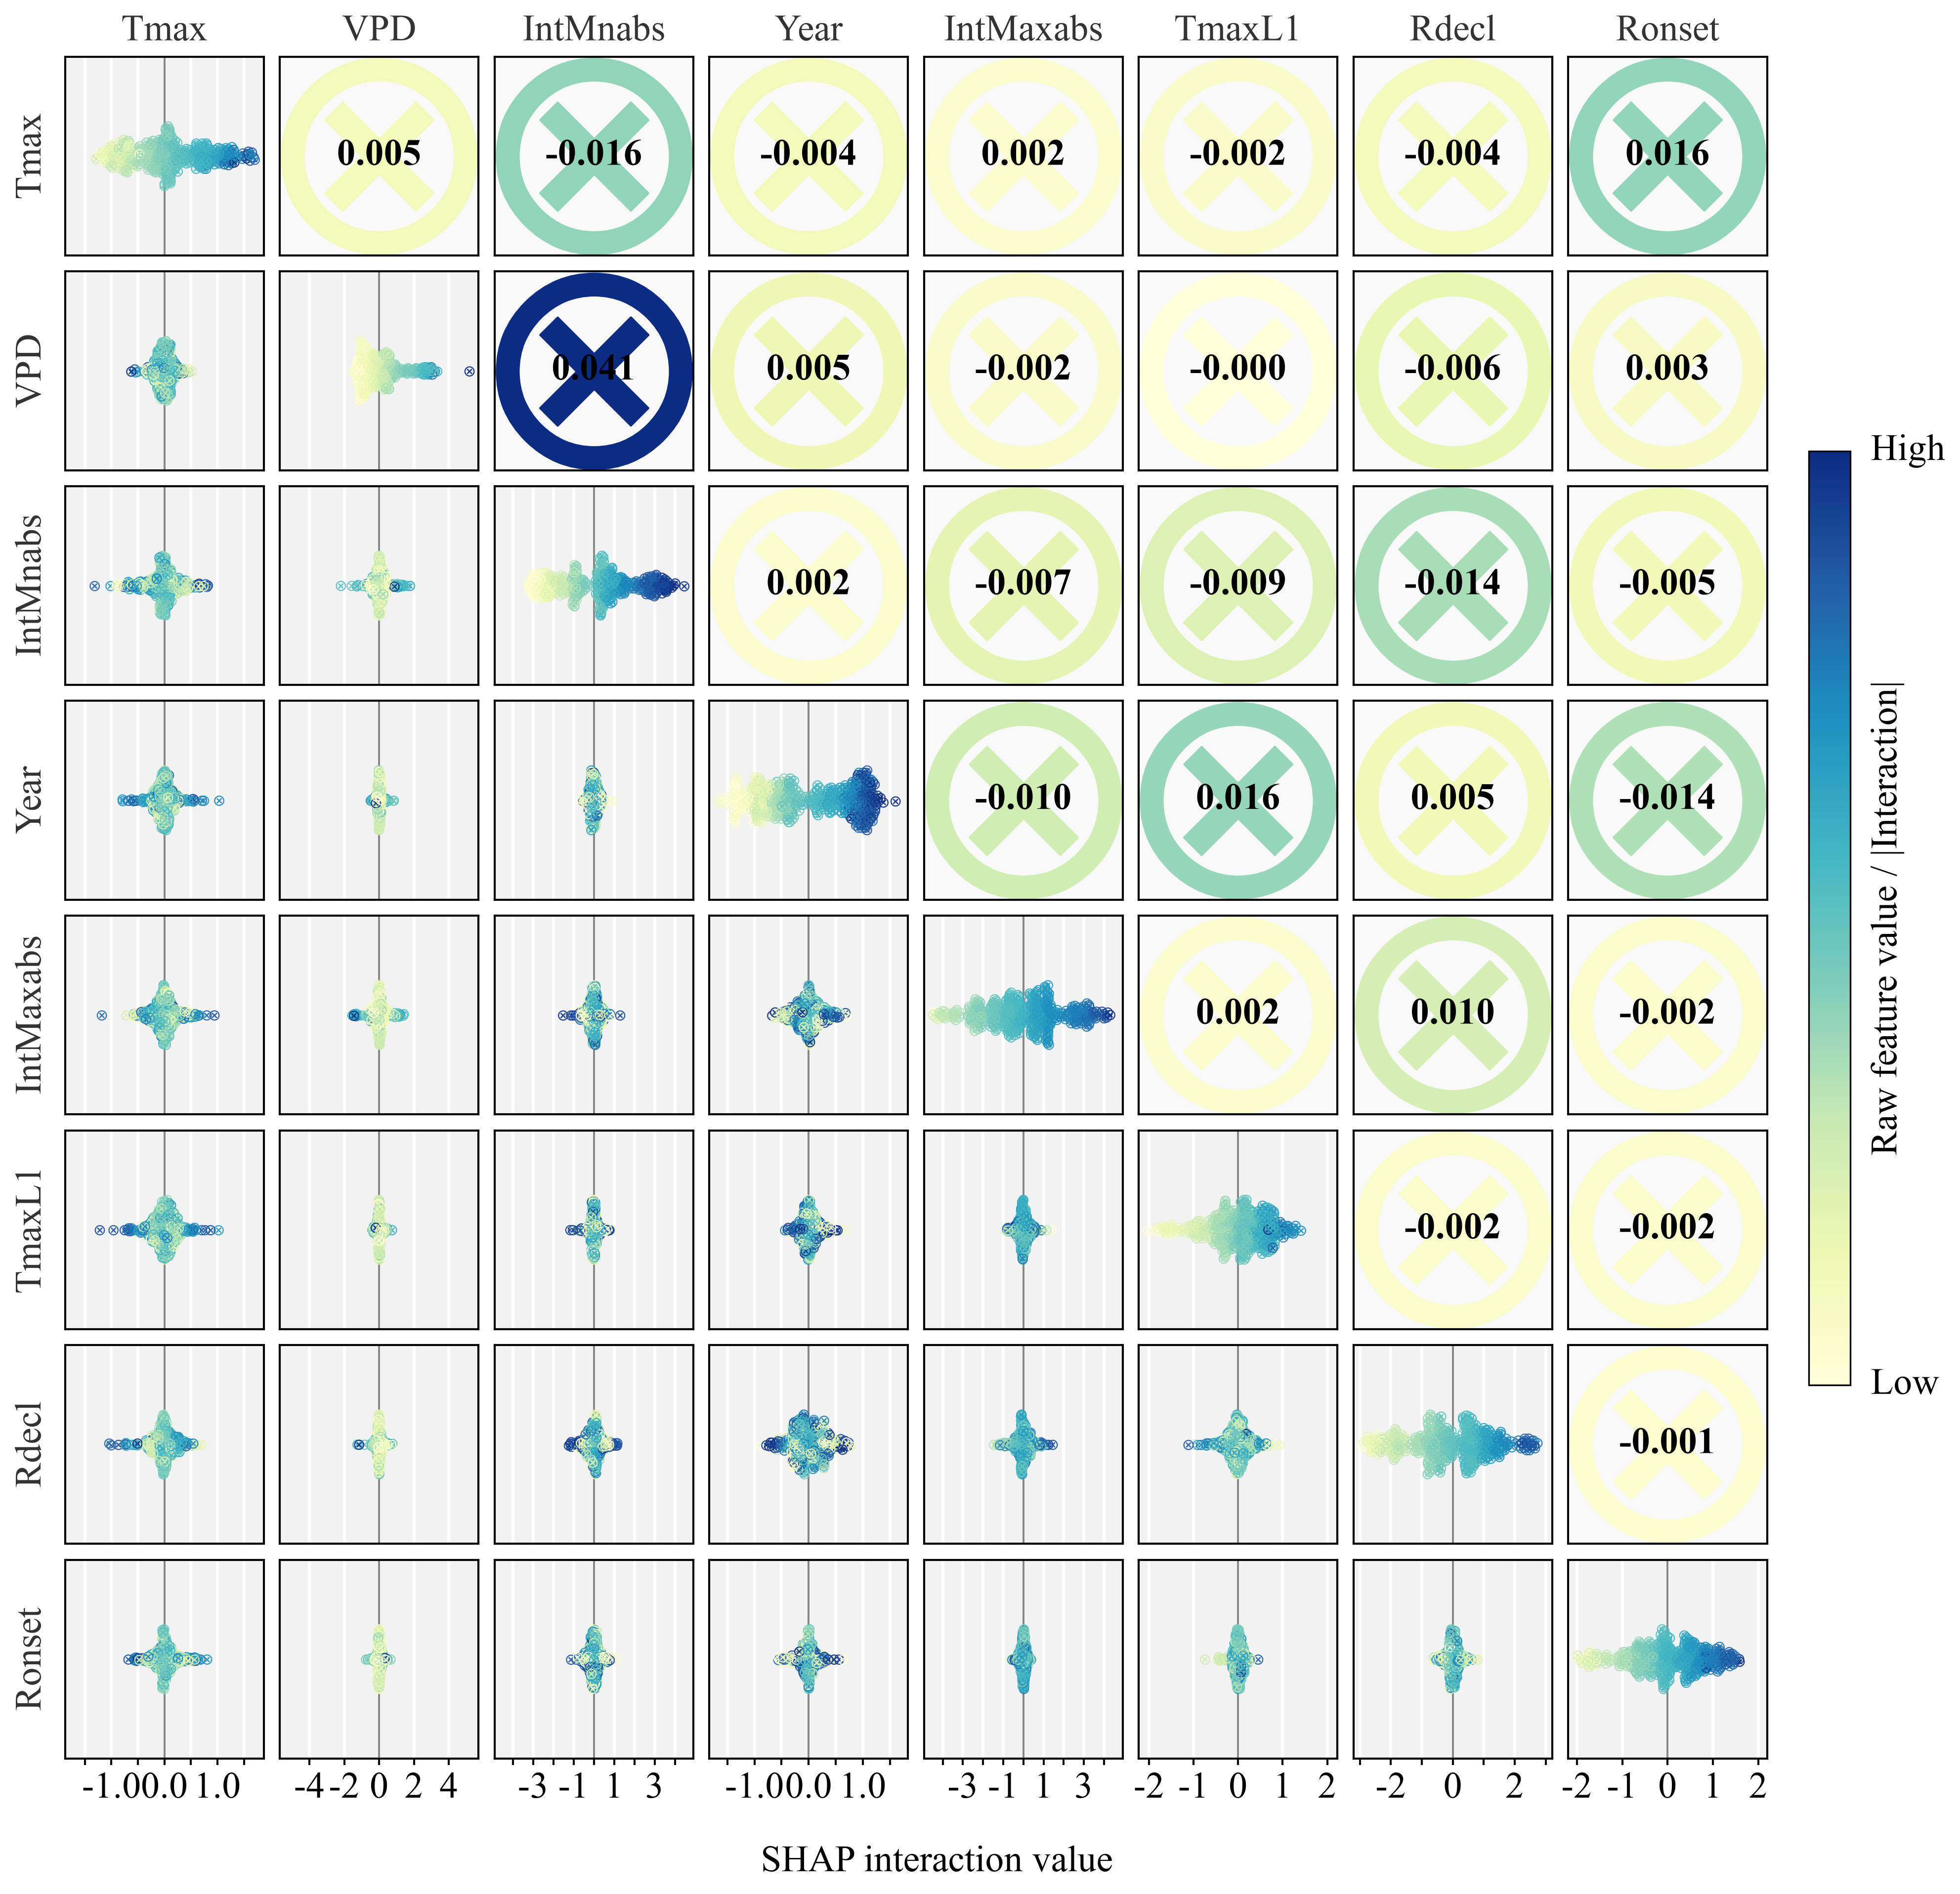 Tmax VPD IntMnabs Year IntMaxabs TmaxL1 Rdecl Ronset
Tmax 0.005 -0.016 -0.004 0.002 -0.002 -0.004 0.016
VPD 0.041 0.005 -0.002 -0.000 -0.006 0.003
IntMnabs 0.002 -0.007 -0.009 -0.014 -0.005
Year -0.010 0.016 0.005 -0.014
IntMaxabs 0.002 0.010 -0.002
TmaxL1 -0.002 -0.002
Rdecl -0.001
Ronset
-1.0 0.0 1.0 -4 -2 0 2 4 -3 -1 1 3 -1.0 0.0 1.0 -3 -1 1 3 -2 -1 0 1 2 -2 0 2 -2 -1 0 1 2
SHAP interaction value
High
Raw feature value / |Interaction|
Low